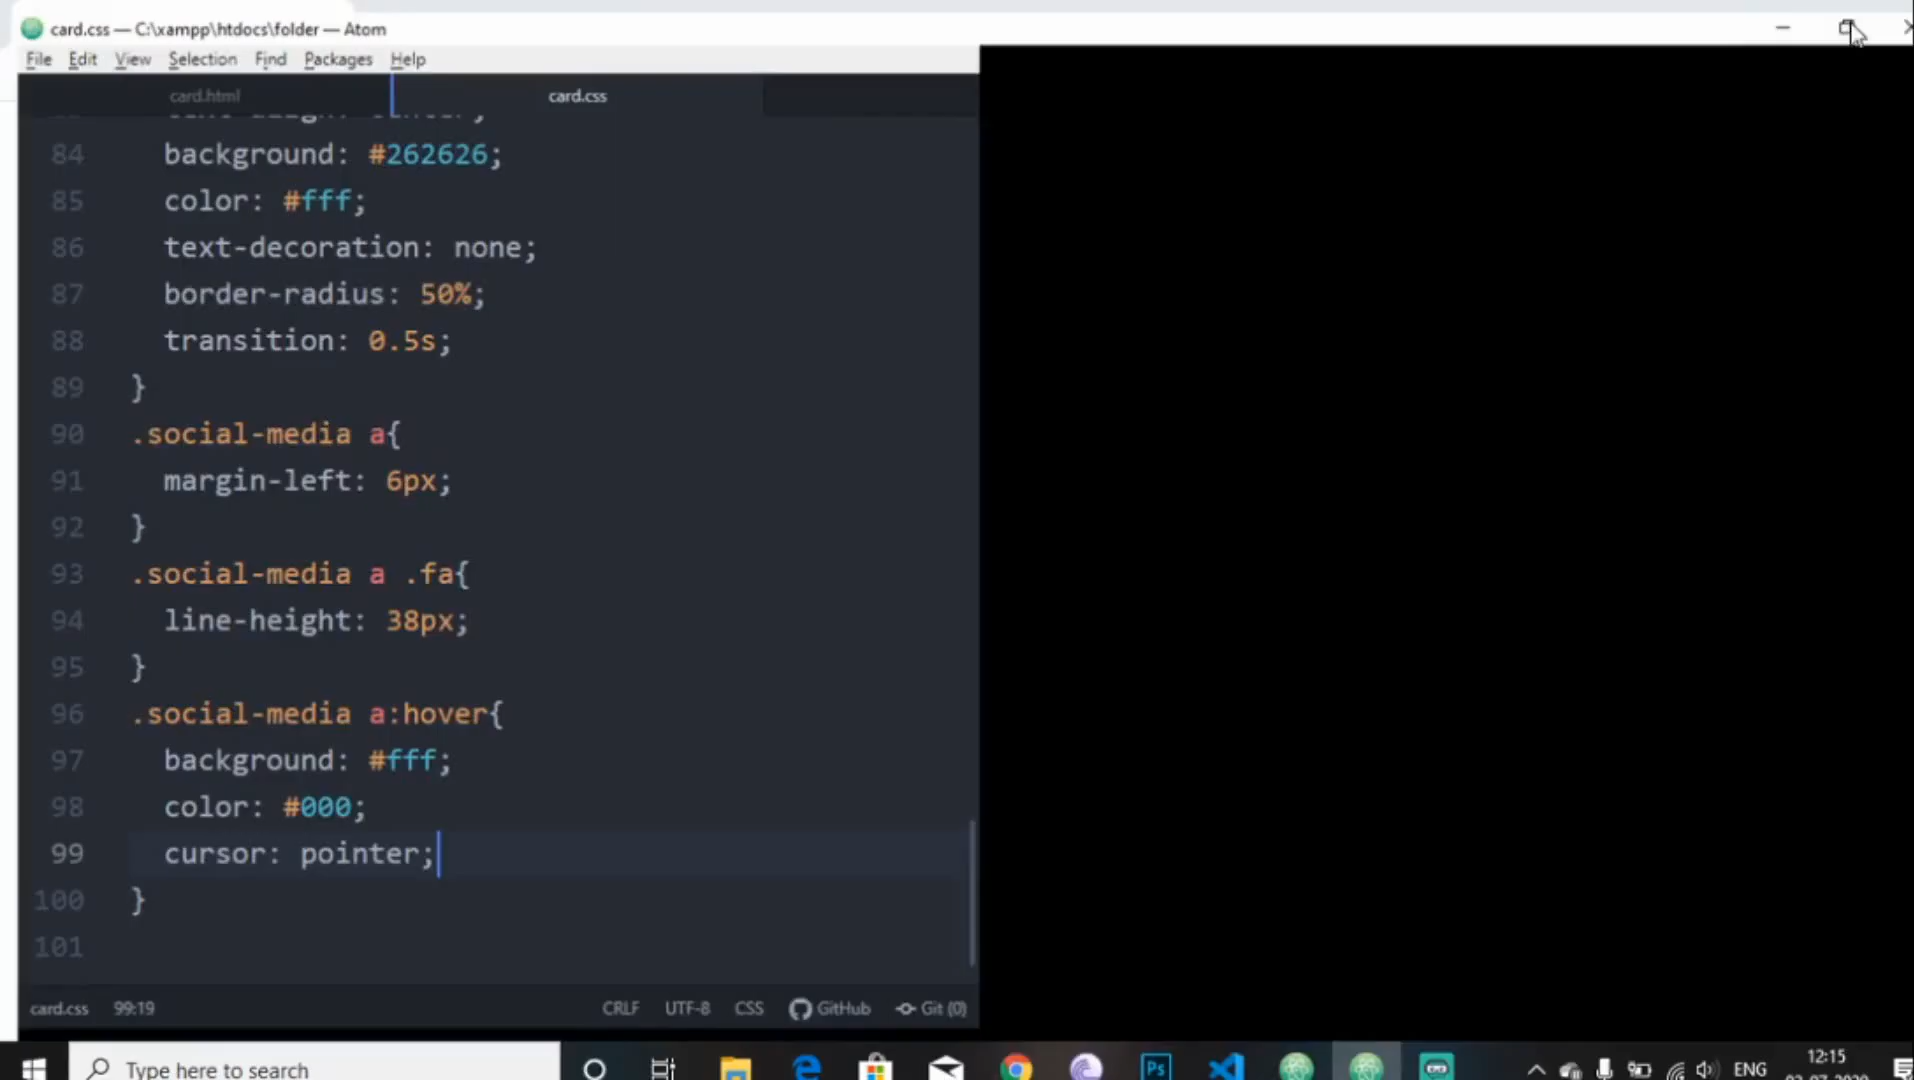 card.css — C:\xampp\htdocs\folder — Atom
File Edit View Selection Find Packages Help
card.html card.css
84 background: #262626;
85 color: #fff;
86 text-decoration: none;
87 border-radius: 50%;
88 transition: 0.5s;
89 }
90 .social-media a{
91 margin-left: 6px;
92 }
93 .social-media a .fa{
94 line-height: 38px;
95 }
96 .social-media a:hover{
97 background: #fff;
98 color: #000;
99 cursor: pointer;
100 }
101
card.css 99:19 CRLF UTF-8 CSS GitHub Git (0)
Type here to search Ps ENG 12:15